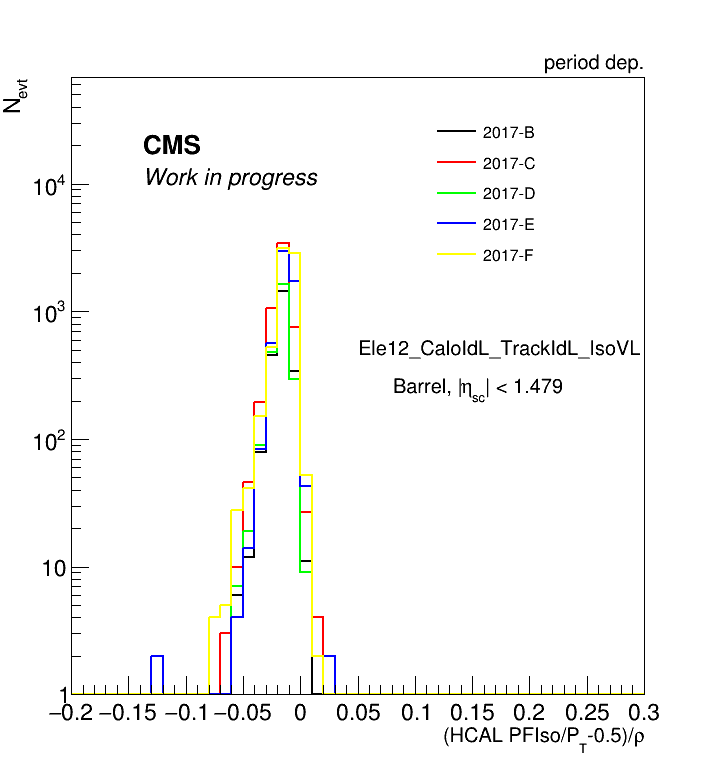 period dep.
N_evt
CMS
Work in progress
2017-B
2017-C
2017-D
2017-E
2017-F
Ele12_CaloIdL_TrackIdL_IsoVL
Barrel, |η_sc| < 1.479
10^4
10^3
10^2
10
1
−0.2 −0.15 −0.1 −0.05 0 0.05 0.1 0.15 0.2 0.25 0.3
(HCAL PFIso/P_T-0.5)/ρ